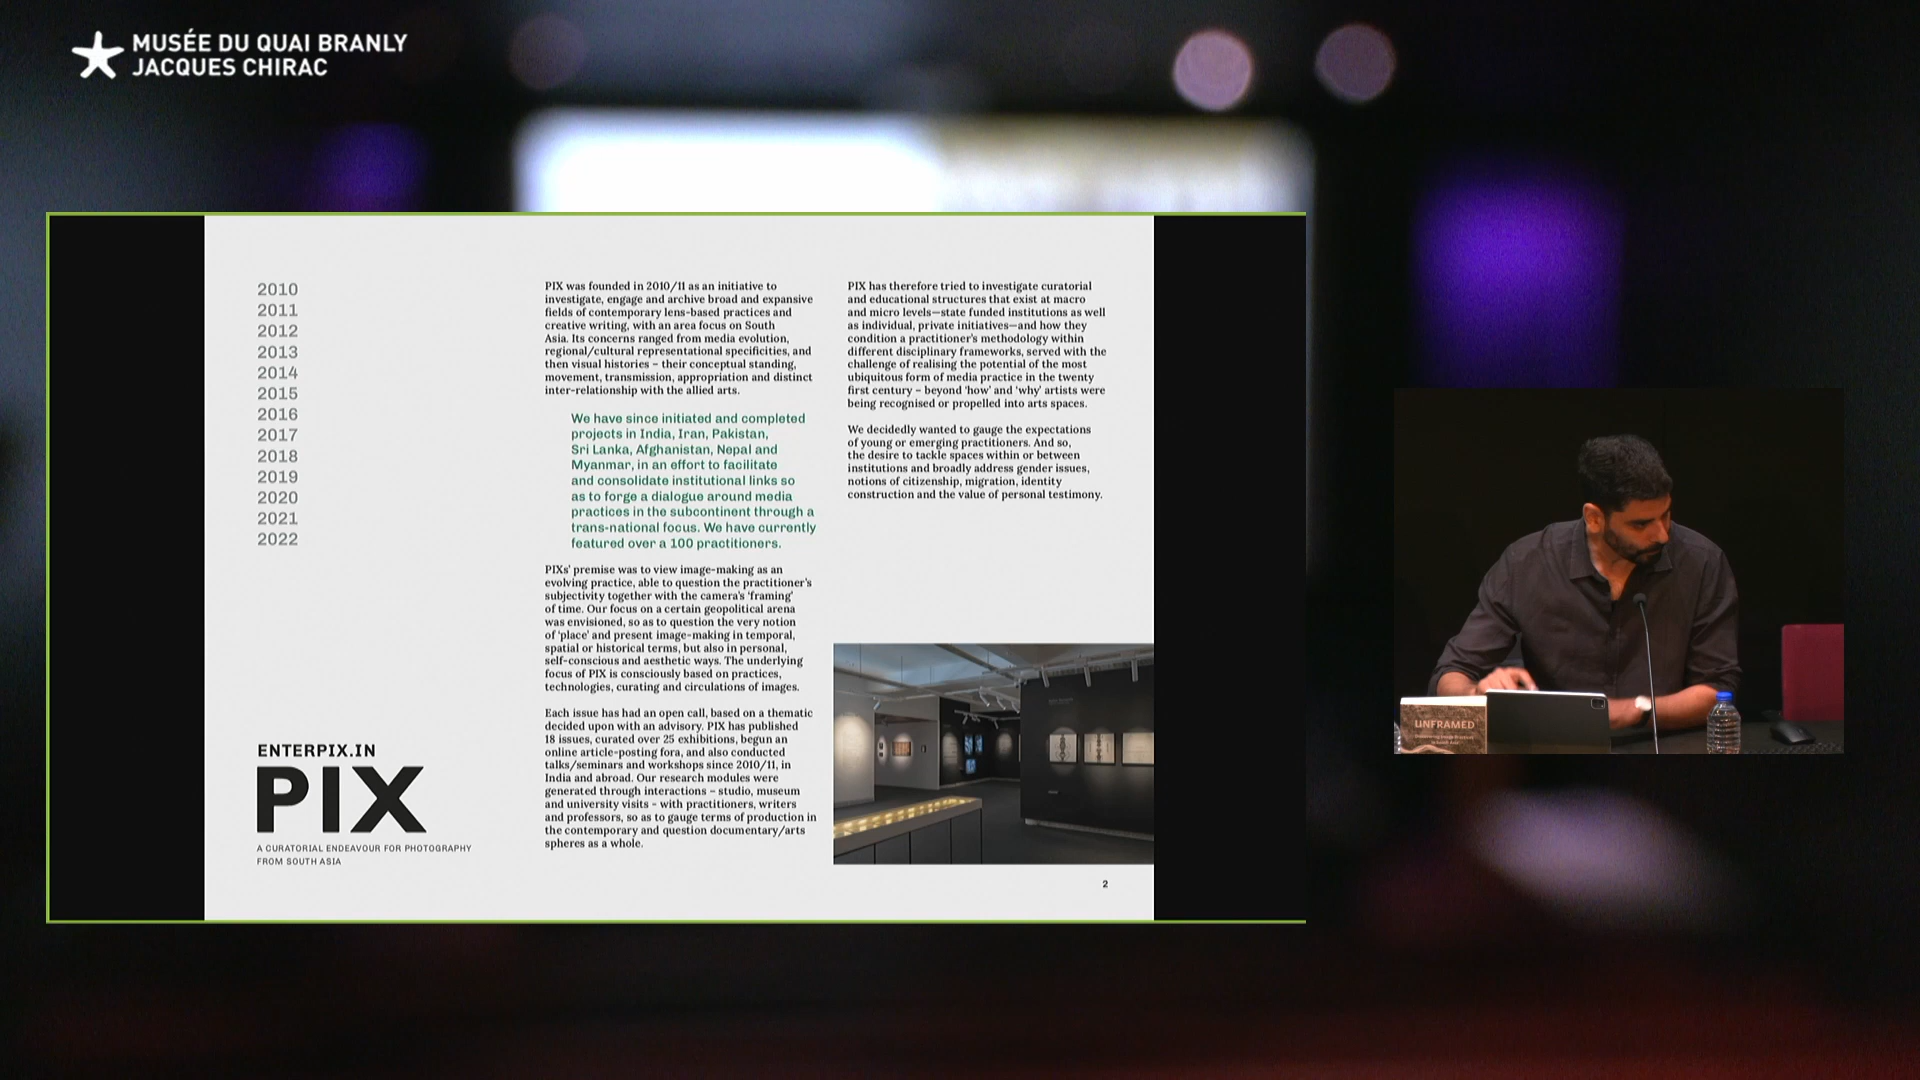 MUSÉE DU QUAI BRANLY
JACQUES CHIRAC
2010
2011
2012
2013
2014
2015
2016
2017
2018
2019
2020
2021
2022
ENTERPIX.IN
PIX
A CURATORIAL ENDEAVOUR FOR PHOTOGRAPHY
FROM SOUTH ASIA
PIX was founded in 2010/11 as an initiative to
investigate, engage and archive broad and expansive
fields of contemporary lens-based practices and
creative writing, with an area focus on South
Asia. Its concerns ranged from media evolution,
regional/cultural representational specificities, and
then visual histories – their conceptual standing,
movement, transmission, appropriation and distinct
inter-relationship with the allied arts.
We have since initiated and completed
projects in India, Iran, Pakistan,
Sri Lanka, Afghanistan, Nepal and
Myanmar, in an effort to facilitate
and consolidate institutional links so
as to forge a dialogue around media
practices in the subcontinent through a
trans-national focus. We have currently
featured over a 100 practitioners.
PIXs' premise was to view image-making as an
evolving practice, able to question the practitioner's
subjectivity together with the camera's 'framing'
of time. Our focus on a certain geopolitical arena
was envisioned, so as to question the very notion
of 'place' and present image-making in temporal,
spatial or historical terms, but also in personal,
self-conscious and aesthetic ways. The underlying
focus of PIX is consciously based on practices,
technologies, curating and circulations of images.
Each issue has had an open call, based on a thematic
decided upon with an advisory. PIX has published
18 issues, curated over 25 exhibitions, begun an
online article-posting fora, and also conducted
talks/seminars and workshops since 2010/11, in
India and abroad. Our research modules were
generated through interactions – studio, museum
and university visits – with practitioners, writers
and professors, so as to gauge terms of production in
the contemporary and question documentary/arts
spheres as a whole.
PIX has therefore tried to investigate curatorial
and educational structures that exist at macro
and micro levels—state funded institutions as well
as individual, private initiatives—and how they
condition a practitioner's methodology within
different disciplinary frameworks, served with the
challenge of realising the potential of the most
ubiquitous form of media practice in the twenty
first century – beyond 'how' and 'why' artists were
being recognised or propelled into arts spaces.
We decidedly wanted to gauge the expectations
of young or emerging practitioners. And so,
the desire to tackle spaces within or between
institutions and broadly address gender issues,
notions of citizenship, migration, identity
construction and the value of personal testimony.
2
UNFRAMED